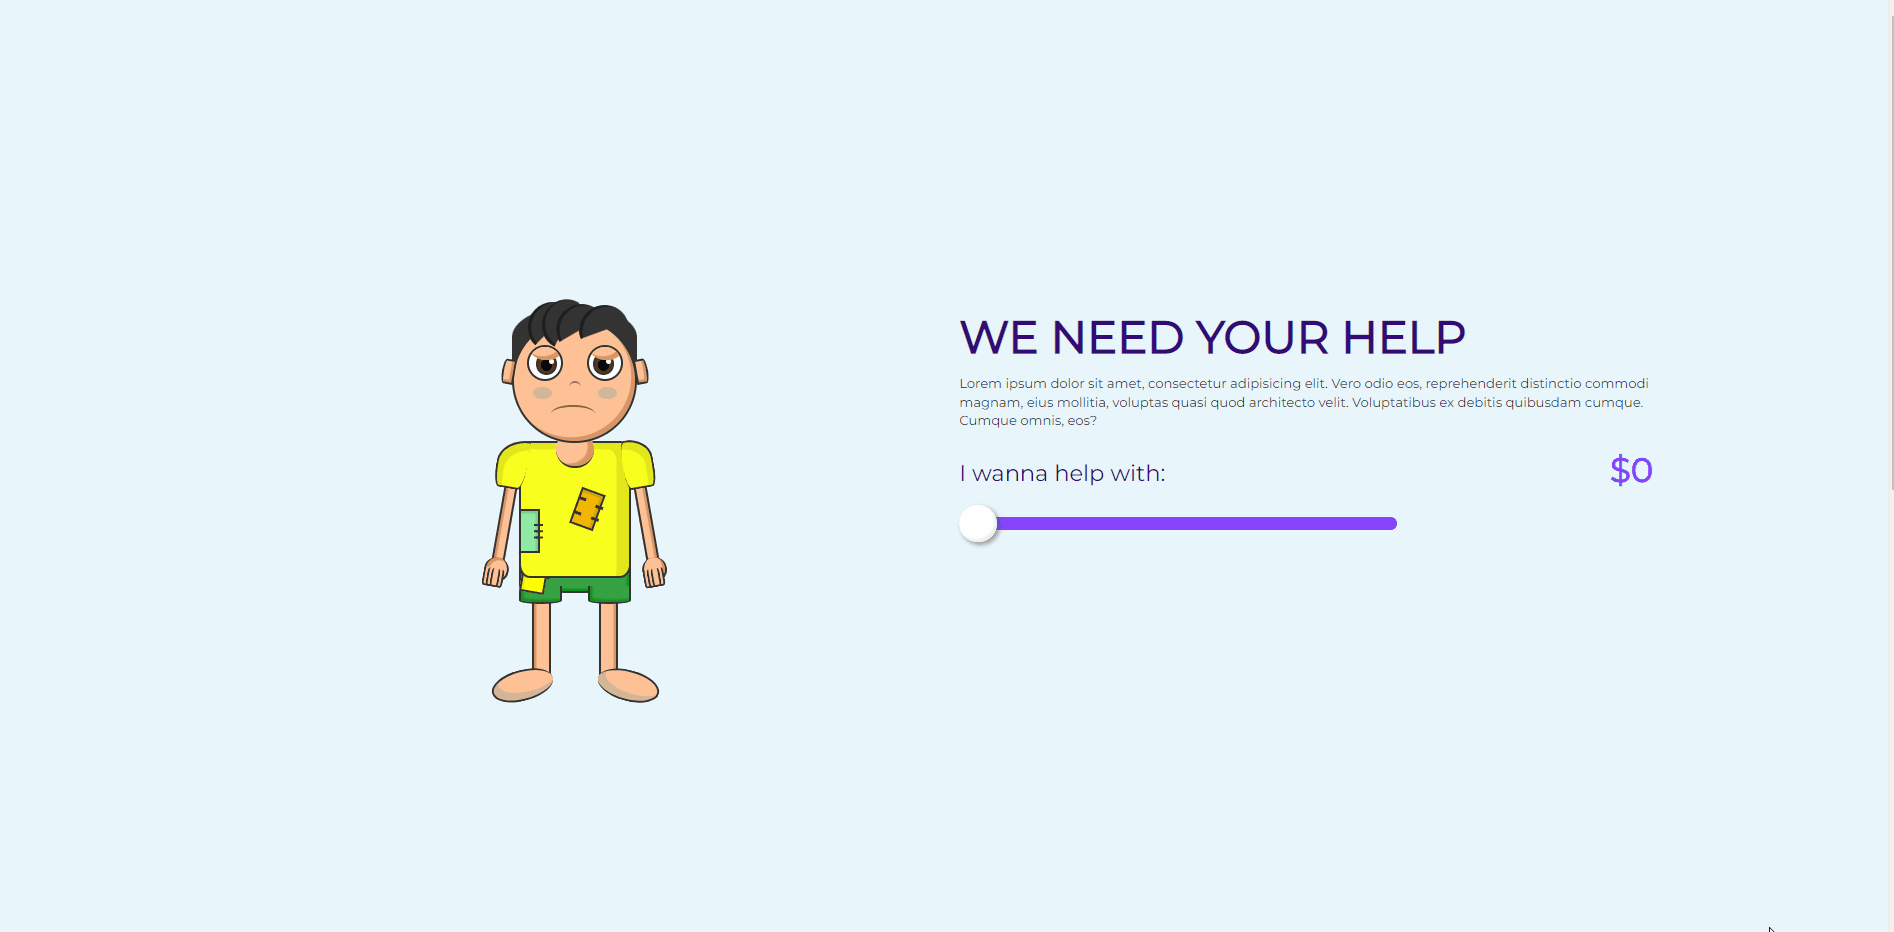 WE NEED YOUR HELP
Lorem ipsum dolor sit amet, consectetur adipisicing elit. Vero odio eos, reprehenderit distinctio commodi
magnam, eius mollitia, voluptas quasi quod architecto velit. Voluptatibus ex debitis quibusdam cumque.
Cumque omnis, eos?
I wanna help with: $0